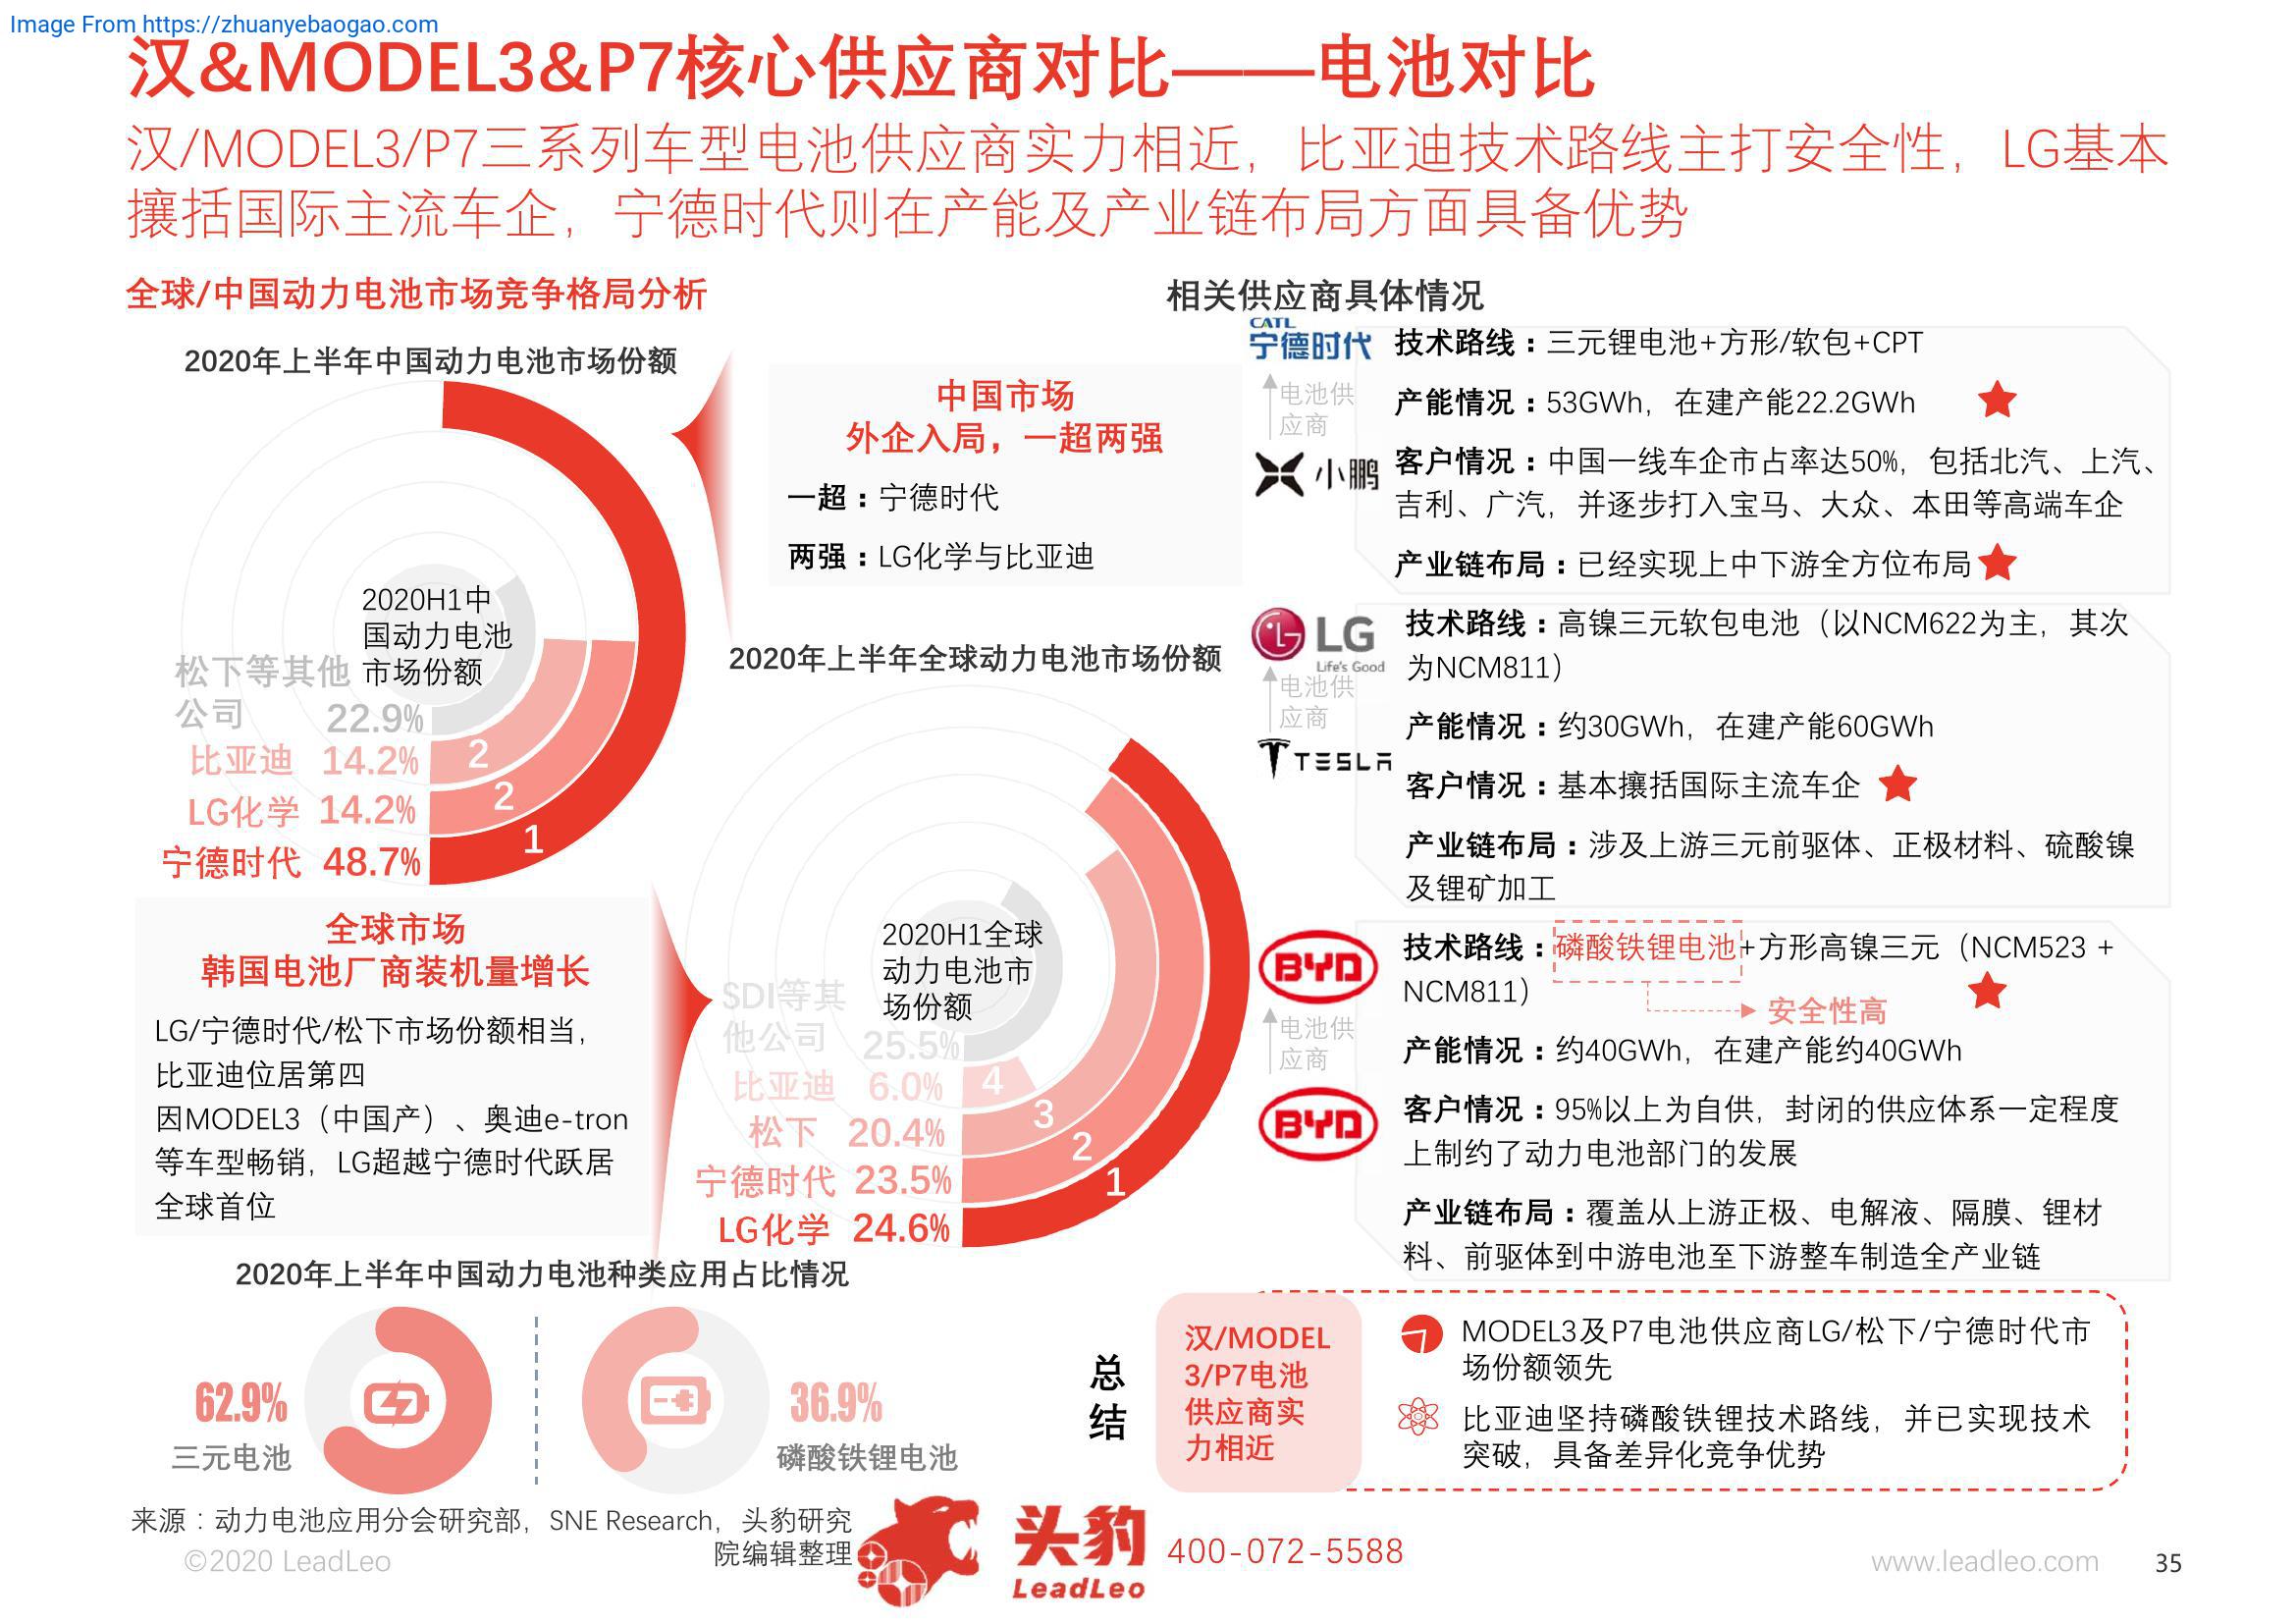 Image From https://zhuanyebaogao.com
汉&MODEL3&P7核心供应商对比——电池对比
汉/MODEL3/P7三系列车型电池供应商实力相近，比亚迪技术路线主打安全性，LG基本
攘括国际主流车企，宁德时代则在产能及产业链布局方面具备优势
全球/中国动力电池市场竞争格局分析
2020年上半年中国动力电池市场份额
2020H1中
国动力电池
市场份额
松下等其他
公司 22.9%
比亚迪 14.2% 2
LG化学 14.2% 2
宁德时代 48.7% 1
中国市场
外企入局，一超两强
一超：宁德时代
两强：LG化学与比亚迪
2020年上半年全球动力电池市场份额
2020H1全球
动力电池市
场份额
SDI等其
他公司 25.5%
比亚迪 6.0% 4
松下 20.4% 3
宁德时代 23.5% 2
LG化学 24.6% 1
全球市场
韩国电池厂商装机量增长
LG/宁德时代/松下市场份额相当，
比亚迪位居第四
因MODEL3（中国产）、奥迪e-tron
等车型畅销，LG超越宁德时代跃居
全球首位
2020年上半年中国动力电池种类应用占比情况
62.9%
三元电池
36.9%
磷酸铁锂电池
相关供应商具体情况
CATL
宁德时代
电池供
应商
小鹏
技术路线：三元锂电池+方形/软包+CPT
产能情况：53GWh，在建产能22.2GWh
客户情况：中国一线车企市占率达50%，包括北汽、上汽、
吉利、广汽，并逐步打入宝马、大众、本田等高端车企
产业链布局：已经实现上中下游全方位布局
LG
Life's Good
电池供
应商
TESLA
技术路线：高镍三元软包电池（以NCM622为主，其次
为NCM811）
产能情况：约30GWh，在建产能60GWh
客户情况：基本攘括国际主流车企
产业链布局：涉及上游三元前驱体、正极材料、硫酸镍
及锂矿加工
BYD
电池供
应商
BYD
技术路线：磷酸铁锂电池+方形高镍三元（NCM523 +
NCM811）
安全性高
产能情况：约40GWh，在建产能约40GWh
客户情况：95%以上为自供，封闭的供应体系一定程度
上制约了动力电池部门的发展
产业链布局：覆盖从上游正极、电解液、隔膜、锂材
料、前驱体到中游电池至下游整车制造全产业链
总
结
汉/MODEL
3/P7电池
供应商实
力相近
MODEL3及P7电池供应商LG/松下/宁德时代市
场份额领先
比亚迪坚持磷酸铁锂技术路线，并已实现技术
突破，具备差异化竞争优势
来源：动力电池应用分会研究部，SNE Research，头豹研究
院编辑整理
©2020 LeadLeo
头豹
LeadLeo
400-072-5588
www.leadleo.com
35